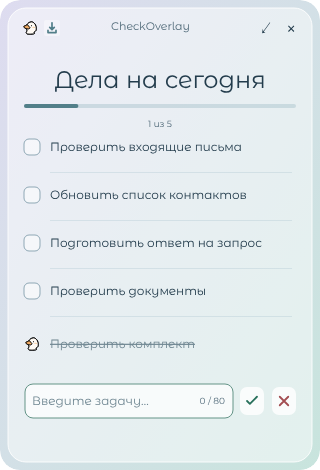 CheckOverlay
Дела на сегодня
1 из 5
Проверить входящие письма
Обновить список контактов
Подготовить ответ на запрос
Проверить документы
Проверить комплект
Введите задачу... 0 / 80